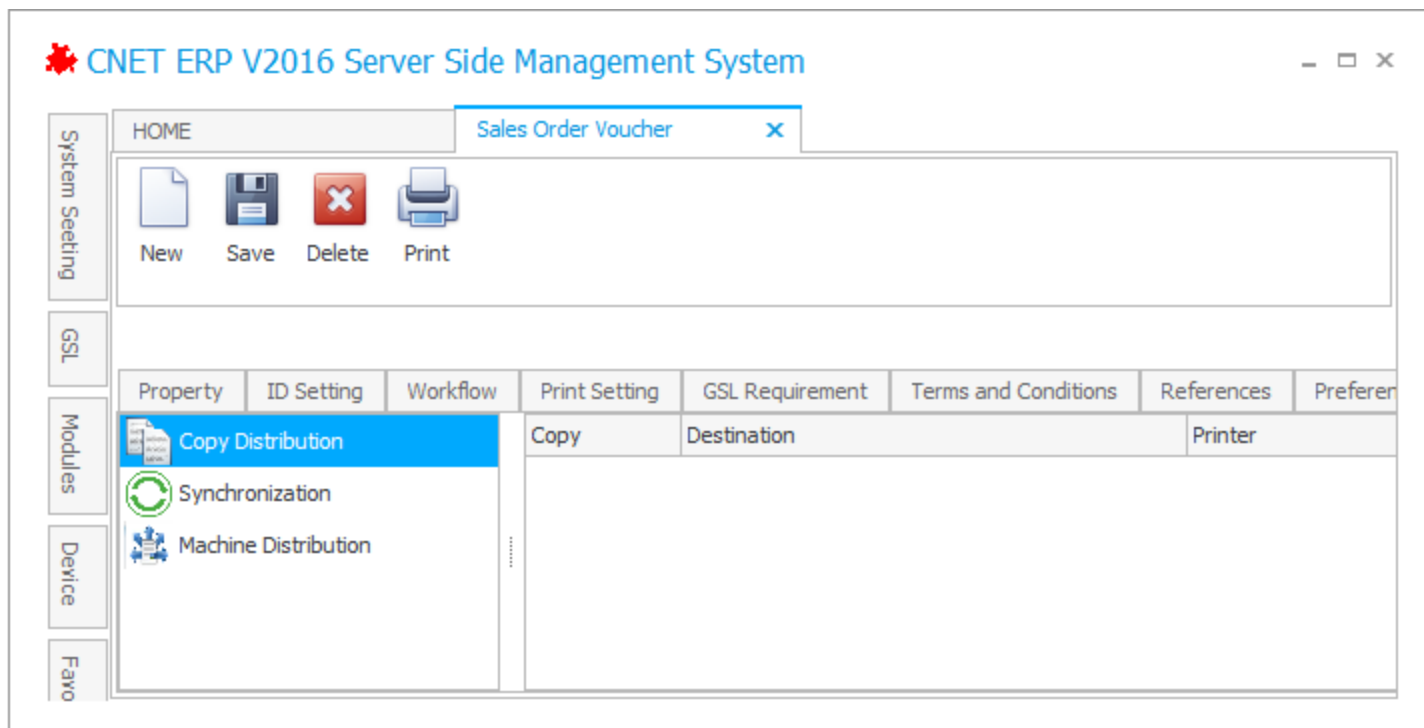 CNET ERP V2016 Server Side Management System
System Seeting
GSL
Modules
Device
Favo
HOME
Sales Order Voucher
New Save Delete Print
Property ID Setting Workflow Print Setting GSL Requirement Terms and Conditions References Preferen
Copy Distribution
Synchronization
Machine Distribution
Copy Destination Printer